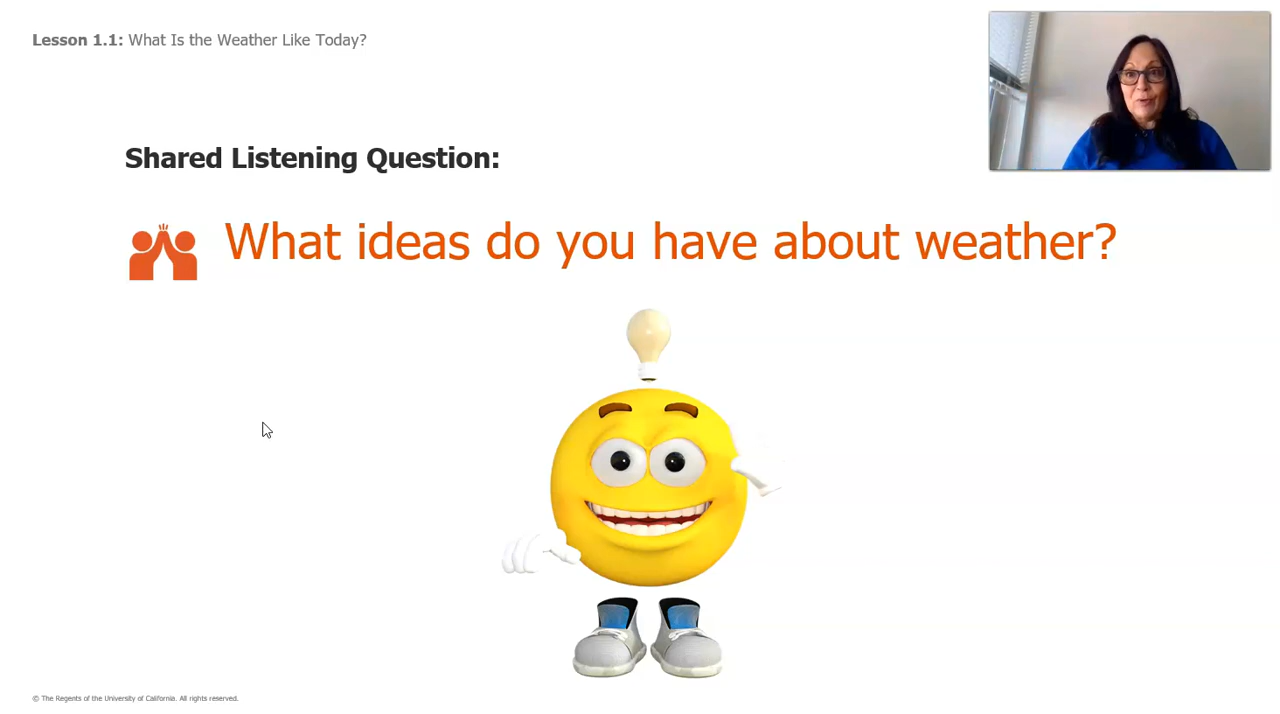 Lesson 1.1: What Is the Weather Like Today?
Shared Listening Question:
What ideas do you have about weather?
© The Regents of the University of California. All rights reserved.